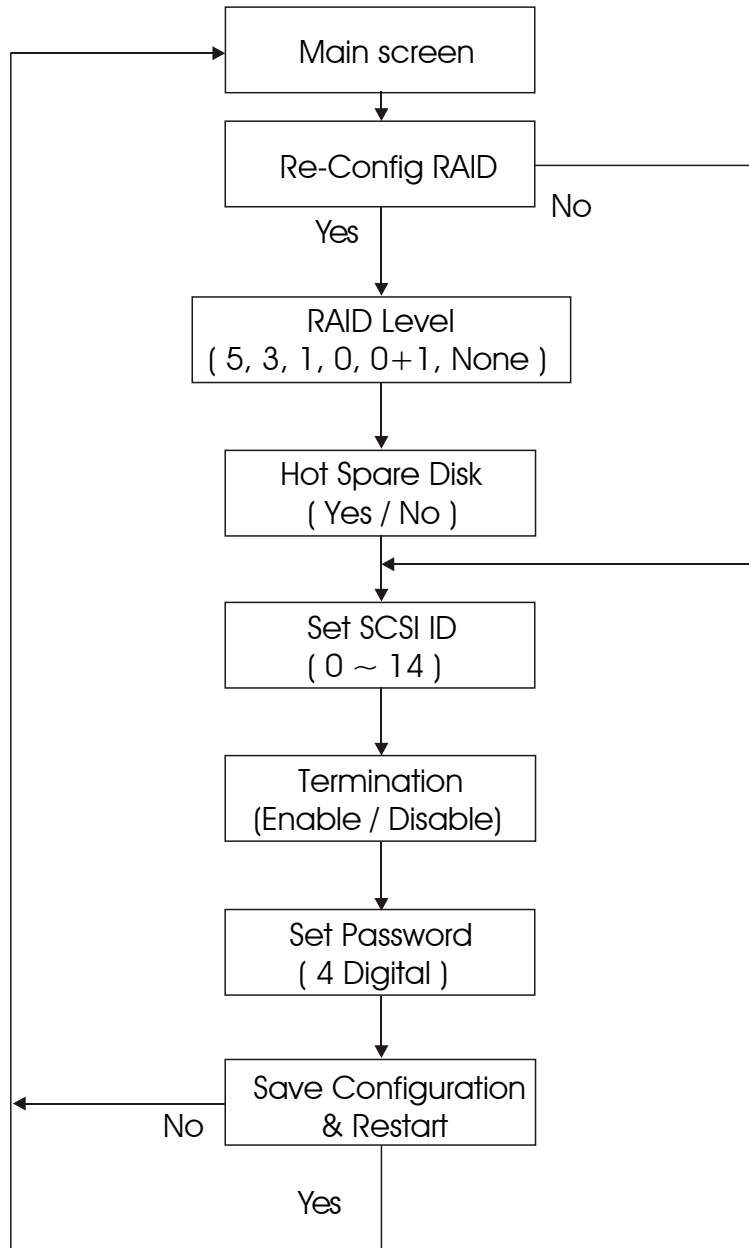 Main screen
Re-Config RAID
No
Yes
RAID Level
( 5, 3, 1, 0, 0+1, None )
Hot Spare Disk
( Yes / No )
Set SCSI ID
( 0 ~ 14 )
Termination
(Enable / Disable)
Set Password
( 4 Digital )
Save Configuration
& Restart
No
Yes